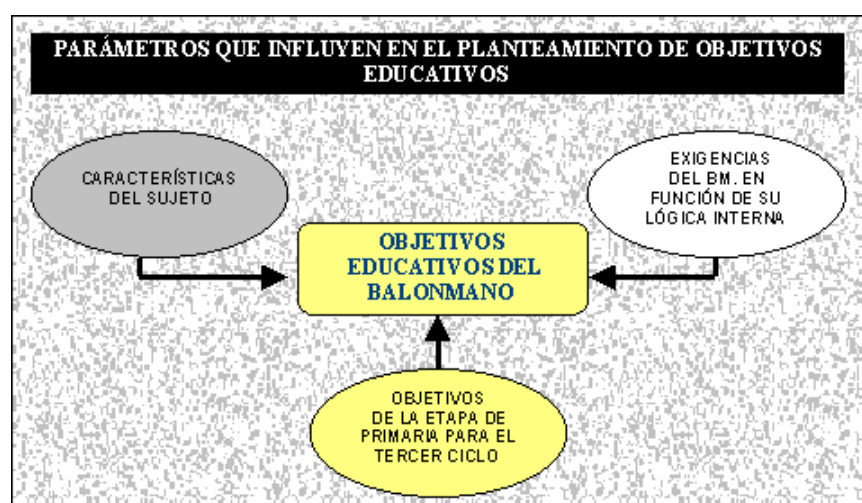 PARÁMETROS QUE INFLUYEN EN EL PLANTEAMIENTO DE OBJETIVOS
EDUCATIVOS
CARACTERÍSTICAS
DEL SUJETO
EXIGENCIAS
DEL BM. EN
FUNCIÓN DE SU
LÓGICA INTERNA
OBJETIVOS
EDUCATIVOS DEL
BALONMANO
OBJETIVOS
DE LA ETAPA DE
PRIMARIA PARA EL
TERCER CICLO